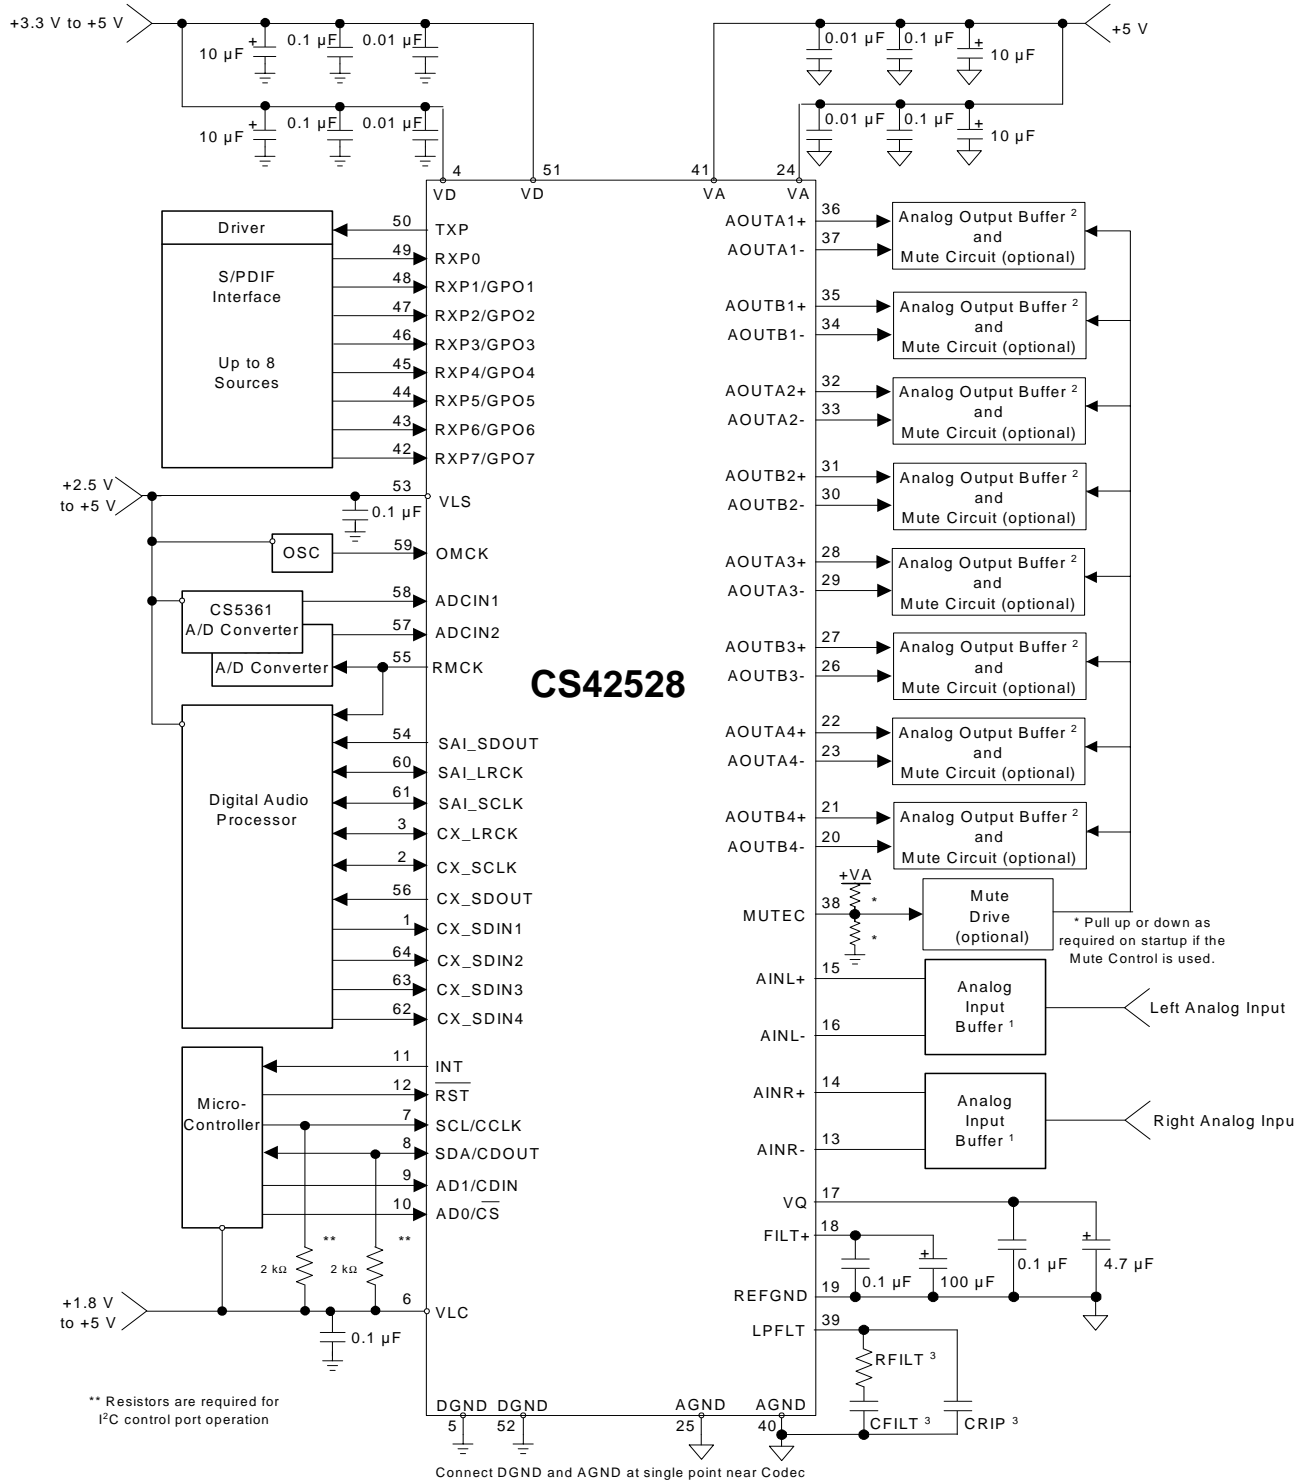 +3.3 V to +5 V
+5 V
10 µF
0.1 µF
0.01 µF
0.01 µF
0.1 µF
10 µF
10 µF
0.1 µF
0.01 µF
0.01 µF
0.1 µF
10 µF
4
51
41
24
VD
VD
VA
VA
Driver
50
TXP
S/PDIF
Interface
Up to 8
Sources
49
RXP0
48
RXP1/GPO1
47
RXP2/GPO2
46
RXP3/GPO3
45
RXP4/GPO4
44
RXP5/GPO5
43
RXP6/GPO6
42
RXP7/GPO7
+2.5 V
to +5 V
53
VLS
0.1 µF
OSC
59
OMCK
CS5361
A/D Converter
58
ADCIN1
57
ADCIN2
A/D Converter
55
RMCK
CS42528
Digital Audio
Processor
54
SAI_SDOUT
60
SAI_LRCK
61
SAI_SCLK
3
CX_LRCK
2
CX_SCLK
56
CX_SDOUT
1
CX_SDIN1
64
CX_SDIN2
63
CX_SDIN3
62
CX_SDIN4
Micro-
Controller
11
INT
12
RST
7
SCL/CCLK
8
SDA/CDOUT
9
AD1/CDIN
10
AD0/CS
**
2 kΩ
**
2 kΩ
+1.8 V
to +5 V
6
VLC
0.1 µF
** Resistors are required for
I²C control port operation
DGND
DGND
AGND
AGND
5
52
25
40
Connect DGND and AGND at single point near Codec
AOUTA1+
36
AOUTA1-
37
Analog Output Buffer ²
and
Mute Circuit (optional)
AOUTB1+
35
AOUTB1-
34
Analog Output Buffer ²
and
Mute Circuit (optional)
AOUTA2+
32
AOUTA2-
33
Analog Output Buffer ²
and
Mute Circuit (optional)
AOUTB2+
31
AOUTB2-
30
Analog Output Buffer ²
and
Mute Circuit (optional)
AOUTA3+
28
AOUTA3-
29
Analog Output Buffer ²
and
Mute Circuit (optional)
AOUTB3+
27
AOUTB3-
26
Analog Output Buffer ²
and
Mute Circuit (optional)
AOUTA4+
22
AOUTA4-
23
Analog Output Buffer ²
and
Mute Circuit (optional)
AOUTB4+
21
AOUTB4-
20
Analog Output Buffer ²
and
Mute Circuit (optional)
MUTEC
38
+VA
*
*
Mute
Drive
(optional)
* Pull up or down as
required on startup if the
Mute Control is used.
AINL+
15
AINL-
16
Analog
Input
Buffer ¹
Left Analog Input
AINR+
14
AINR-
13
Analog
Input
Buffer ¹
Right Analog Inpu
VQ
17
FILT+
18
0.1 µF
100 µF
0.1 µF
4.7 µF
REFGND
19
LPFLT
39
RFILT ³
CFILT ³
CRIP ³